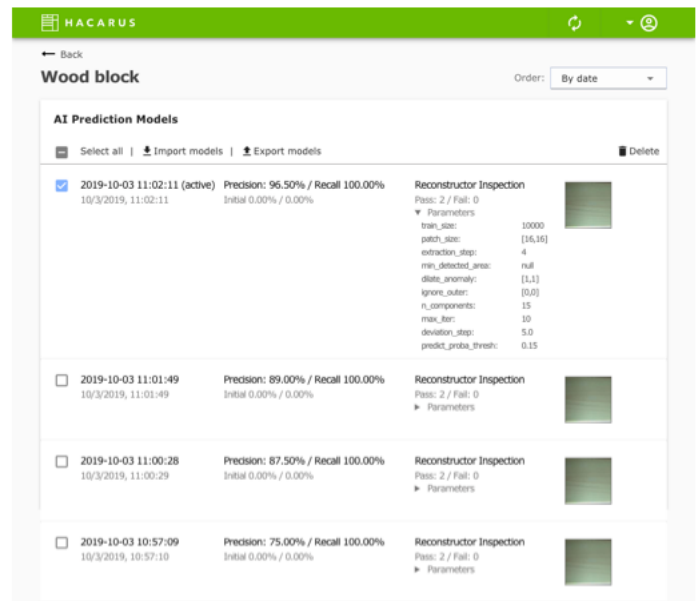 HACARUS
Back
Wood block
Order: By date
AI Prediction Models
Select all | Import models | Export models Delete
2019-10-03 11:02:11 (active) Precision: 96.50% / Recall 100.00% Reconstructor Inspection
10/3/2019, 11:02:11 Initial 0.00% / 0.00% Pass: 2 / Fail: 0
Parameters
train_size: 10000
patch_size: [16,16]
extraction_step: 4
min_detected_area: null
dilate_anomaly: [1,1]
ignore_outer: [0,0]
n_components: 15
max_iter: 10
deviation_step: 5.0
predict_proba_thresh: 0.15
2019-10-03 11:01:49 Precision: 89.00% / Recall 100.00% Reconstructor Inspection
10/3/2019, 11:01:49 Initial 0.00% / 0.00% Pass: 2 / Fail: 0
Parameters
2019-10-03 11:00:28 Precision: 87.50% / Recall 100.00% Reconstructor Inspection
10/3/2019, 11:00:29 Initial 0.00% / 0.00% Pass: 2 / Fail: 0
Parameters
2019-10-03 10:57:09 Precision: 75.00% / Recall 100.00% Reconstructor Inspection
10/3/2019, 10:57:10 Initial 0.00% / 0.00% Pass: 2 / Fail: 0
Parameters